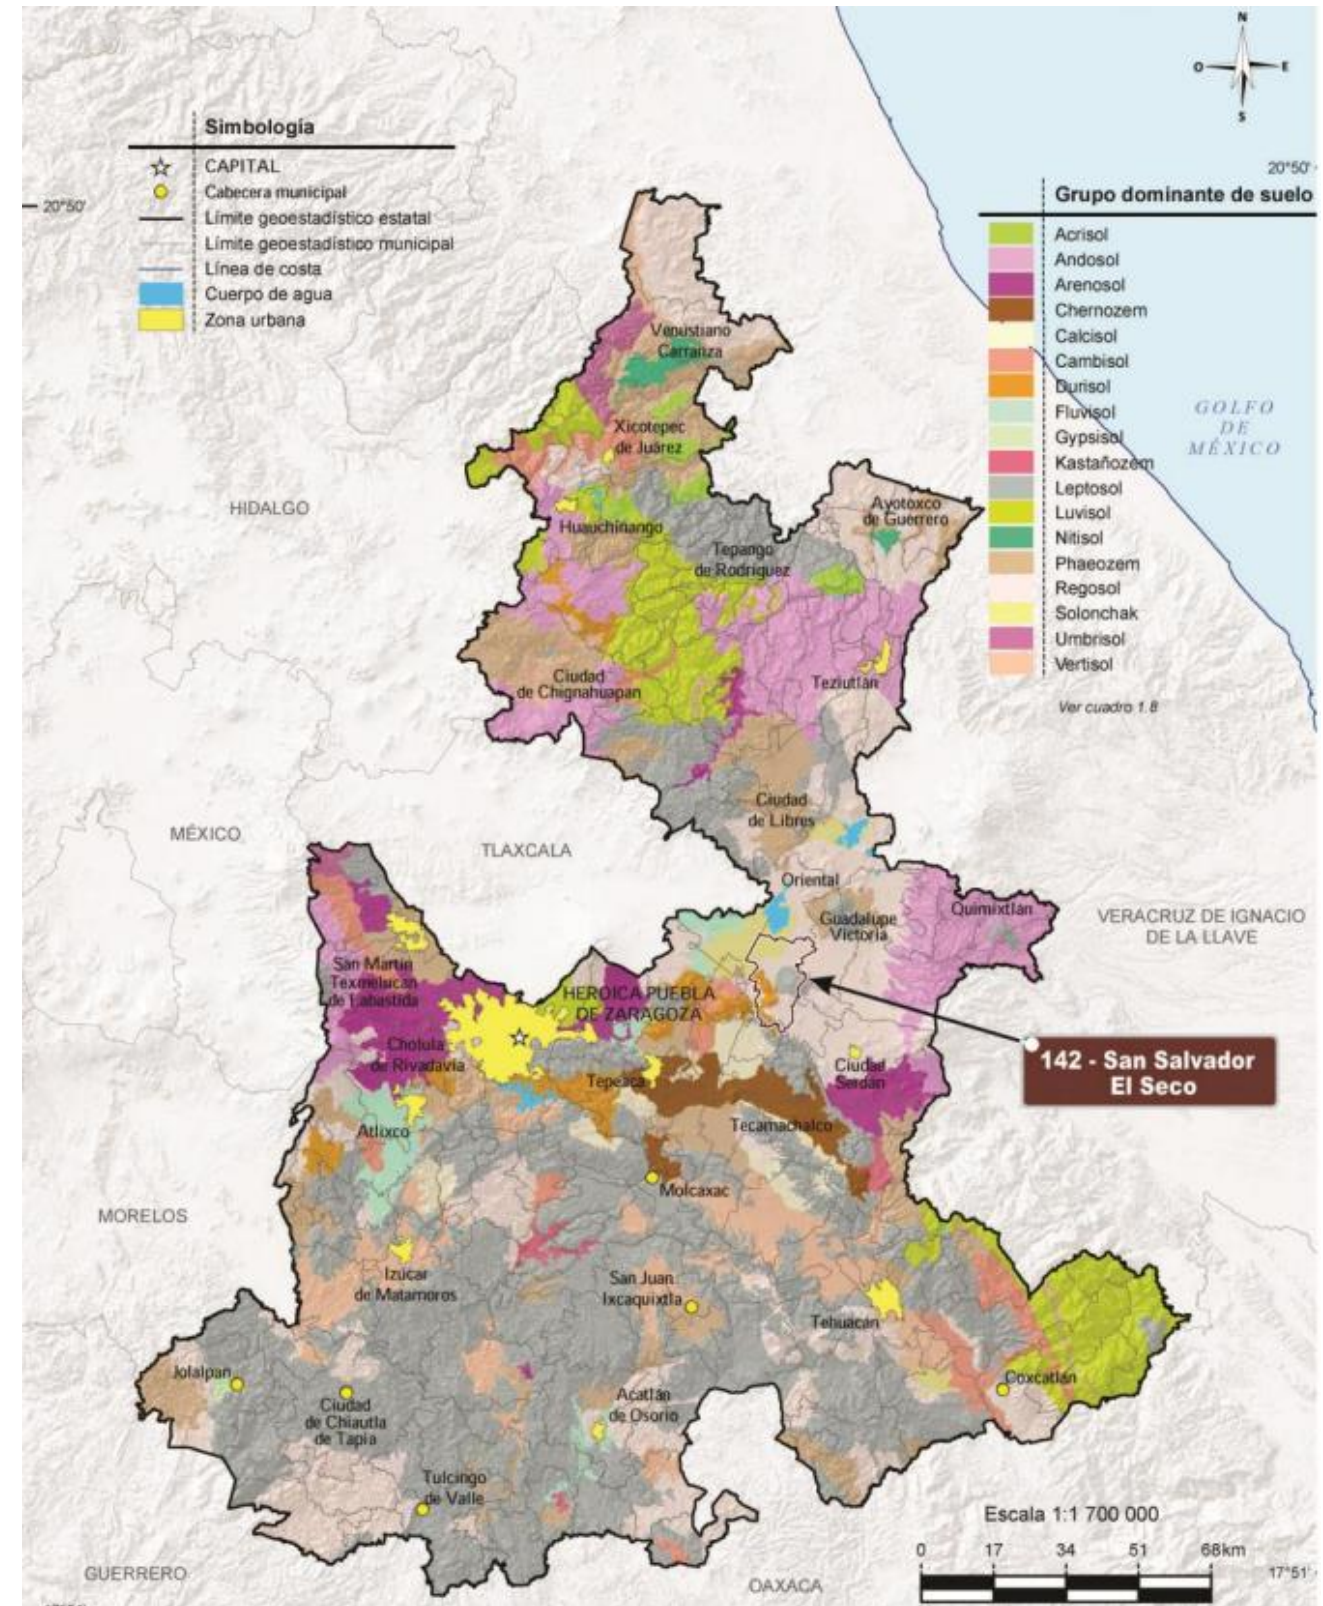 N
O
E
S
Simbología
CAPITAL
Cabecera municipal
Límite geoestadístico estatal
Límite geoestadístico municipal
Línea de costa
Cuerpo de agua
Zona urbana
20°50'
20°50'
Grupo dominante de suelo
Acrisol
Andosol
Arenosol
Chernozem
Calcisol
Cambisol
Durisol
Fluvisol
Gypsisol
Kastañozem
Leptosol
Luvisol
Nitisol
Phaeozem
Regosol
Solonchak
Umbrisol
Vertisol
Ver cuadro 1.8
GOLFO
DE
MÉXICO
Venustiano
Carranza
Xicotepec
de Juárez
HIDALGO
Huauchinango
Ayotoxco
de Guerrero
Tepango
de Rodríguez
Ciudad
de Chignahuapan
Teziutlán
Ciudad
de Libres
MÉXICO
TLAXCALA
Oriental
Guadalupe
Victoria
Quimixtlán
VERACRUZ DE IGNACIO
DE LA LLAVE
San Martín
Texmelucan
de Labastida
HEROICA PUEBLA
DE ZARAGOZA
Cholula
de Rivadavia
142 - San Salvador
El Seco
Ciudad
Serdán
Tepeaca
Atlixco
Tecamachalco
Molcaxac
MORELOS
Izúcar
de Matamoros
San Juan
Ixcaquixtla
Tehuacán
Jolalpan
Coxcatlán
Ciudad
de Chiautla
de Tapia
Acatlán
de Osorio
Tulcingo
de Valle
Escala 1:1 700 000
0 17 34 51 68km
17°51'
GUERRERO
OAXACA